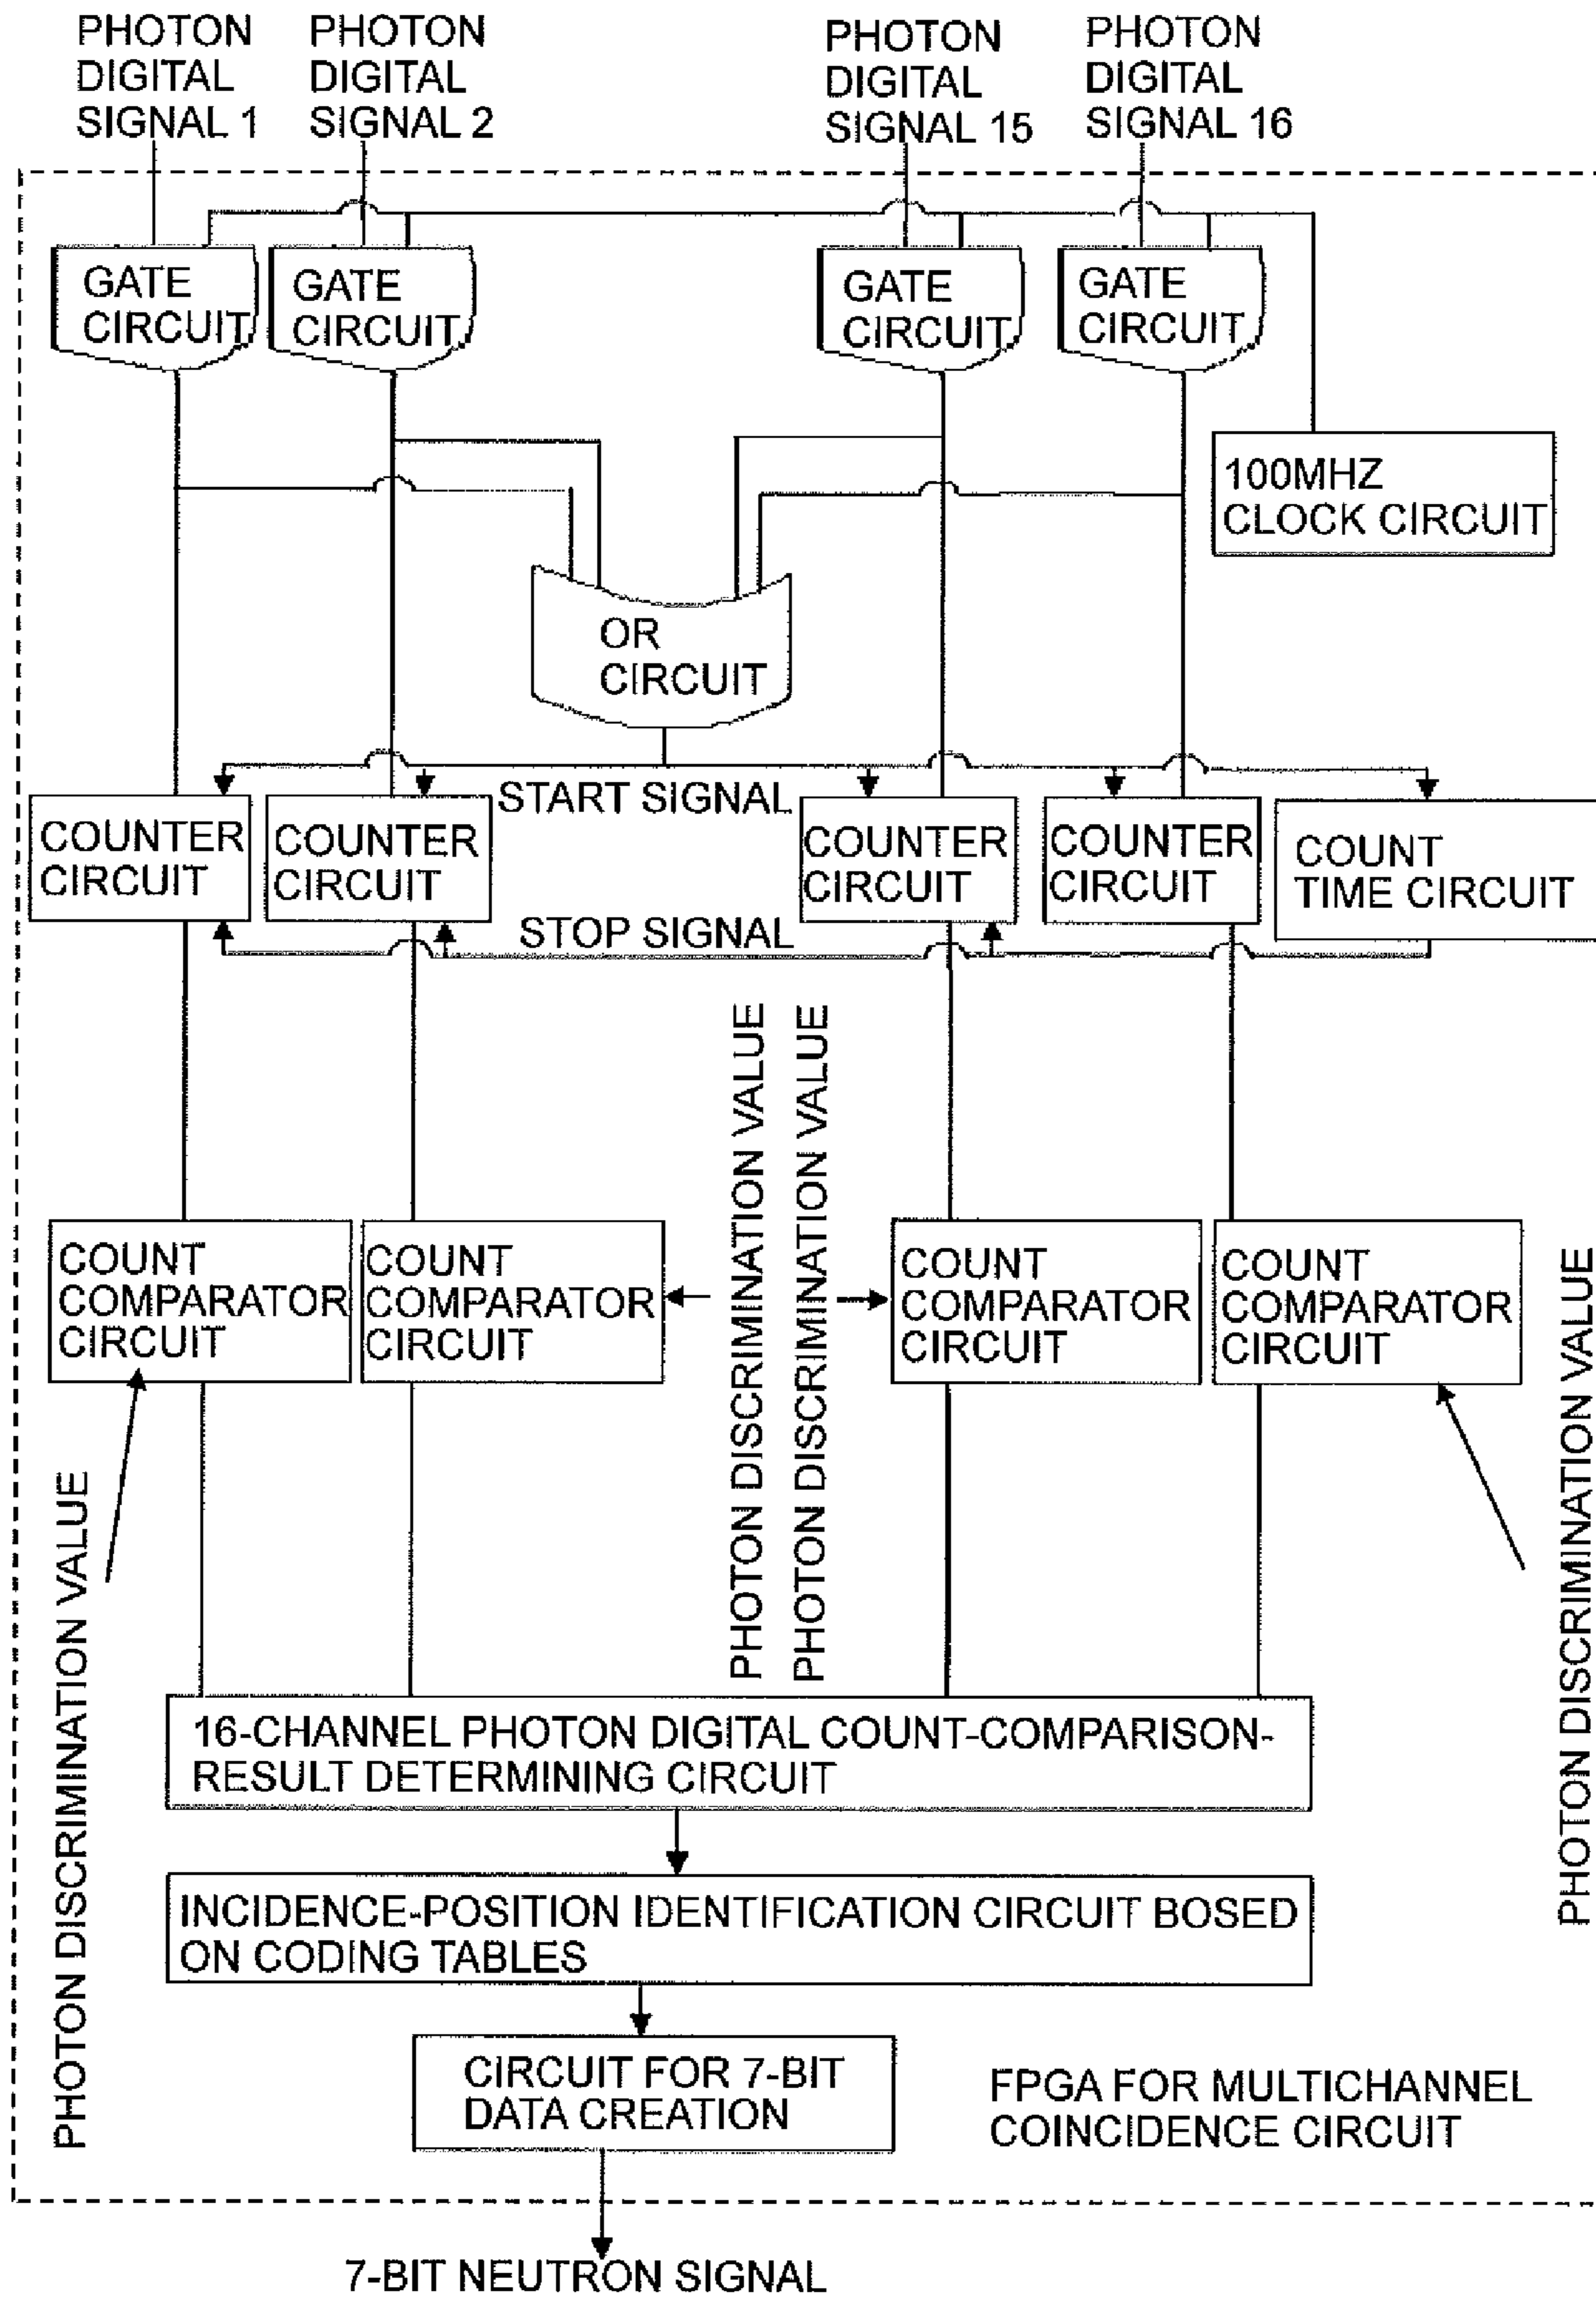 PHOTON
DIGITAL
SIGNAL 1
PHOTON
DIGITAL
SIGNAL 2
PHOTON
DIGITAL
SIGNAL 15
PHOTON
DIGITAL
SIGNAL 16
GATE
CIRCUIT
GATE
CIRCUIT
GATE
CIRCUIT
GATE
CIRCUIT
100MHZ
CLOCK CIRCUIT
OR
CIRCUIT
START SIGNAL
COUNTER
CIRCUIT
COUNTER
CIRCUIT
COUNTER
CIRCUIT
COUNTER
CIRCUIT
COUNT
TIME CIRCUIT
STOP SIGNAL
PHOTON DISCRIMINATION VALUE
PHOTON DISCRIMINATION VALUE
COUNT
COMPARATOR
CIRCUIT
COUNT
COMPARATOR
CIRCUIT
COUNT
COMPARATOR
CIRCUIT
COUNT
COMPARATOR
CIRCUIT
PHOTON DISCRIMINATION VALUE
PHOTON DISCRIMINATION VALUE
16-CHANNEL PHOTON DIGITAL COUNT-COMPARISON-
RESULT DETERMINING CIRCUIT
INCIDENCE-POSITION IDENTIFICATION CIRCUIT BOSED
ON CODING TABLES
CIRCUIT FOR 7-BIT
DATA CREATION
FPGA FOR MULTICHANNEL
COINCIDENCE CIRCUIT
7-BIT NEUTRON SIGNAL